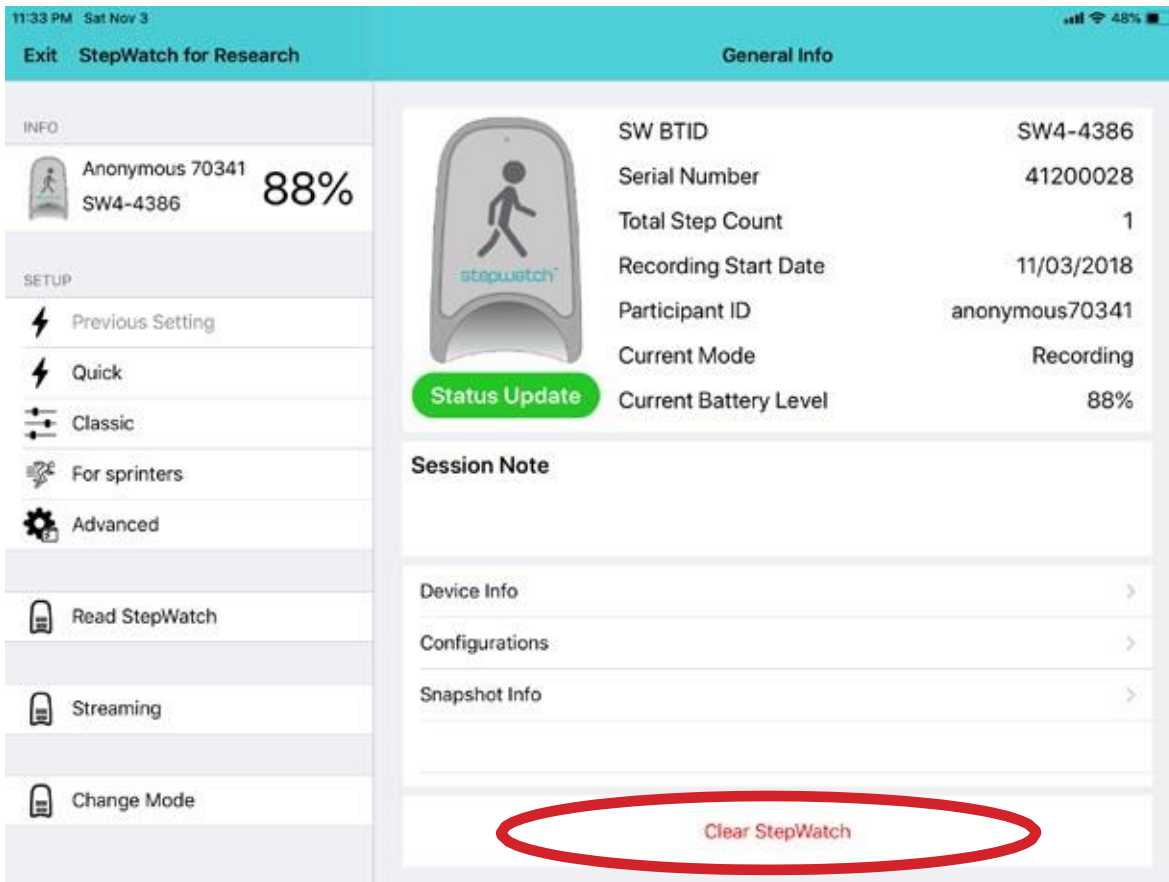 11:33 PM Sat Nov 3
48%
Exit StepWatch for Research
General Info
INFO
Anonymous 70341
SW4-4386
88%
SETUP
Previous Setting
Quick
Classic
For sprinters
Advanced
Read StepWatch
Streaming
Change Mode
stepwatch™
Status Update
SW BTID SW4-4386
Serial Number 41200028
Total Step Count 1
Recording Start Date 11/03/2018
Participant ID anonymous70341
Current Mode Recording
Current Battery Level 88%
Session Note
Device Info
Configurations
Snapshot Info
Clear StepWatch